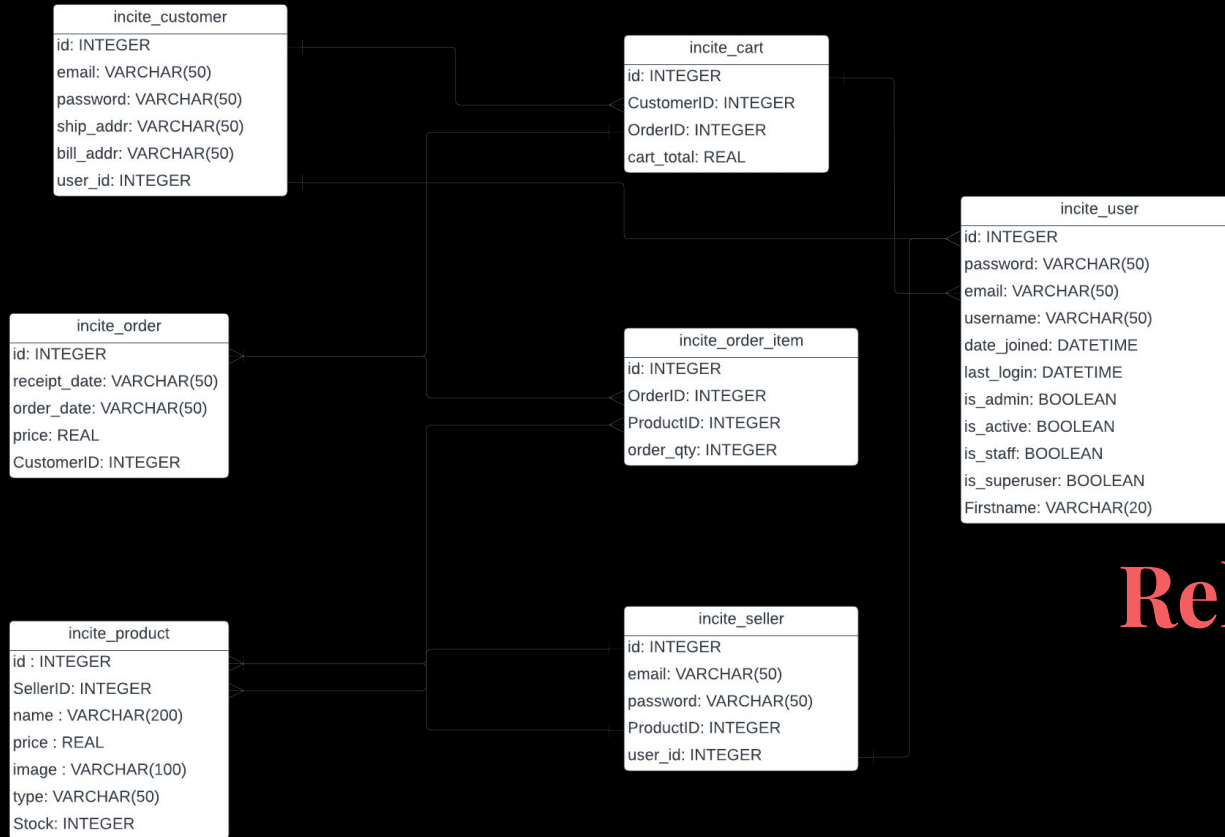 incite_customer
id: INTEGER
email: VARCHAR(50)
password: VARCHAR(50)
ship_addr: VARCHAR(50)
bill_addr: VARCHAR(50)
user_id: INTEGER
incite_cart
id: INTEGER
CustomerID: INTEGER
OrderID: INTEGER
cart_total: REAL
incite_user
id: INTEGER
password: VARCHAR(50)
email: VARCHAR(50)
username: VARCHAR(50)
date_joined: DATETIME
last_login: DATETIME
is_admin: BOOLEAN
is_active: BOOLEAN
is_staff: BOOLEAN
is_superuser: BOOLEAN
Firstname: VARCHAR(20)
incite_order
id: INTEGER
receipt_date: VARCHAR(50)
order_date: VARCHAR(50)
price: REAL
CustomerID: INTEGER
incite_order_item
id: INTEGER
OrderID: INTEGER
ProductID: INTEGER
order_qty: INTEGER
incite_product
id : INTEGER
SellerID: INTEGER
name : VARCHAR(200)
price : REAL
image : VARCHAR(100)
type: VARCHAR(50)
Stock: INTEGER
incite_seller
id: INTEGER
email: VARCHAR(50)
password: VARCHAR(50)
ProductID: INTEGER
user_id: INTEGER